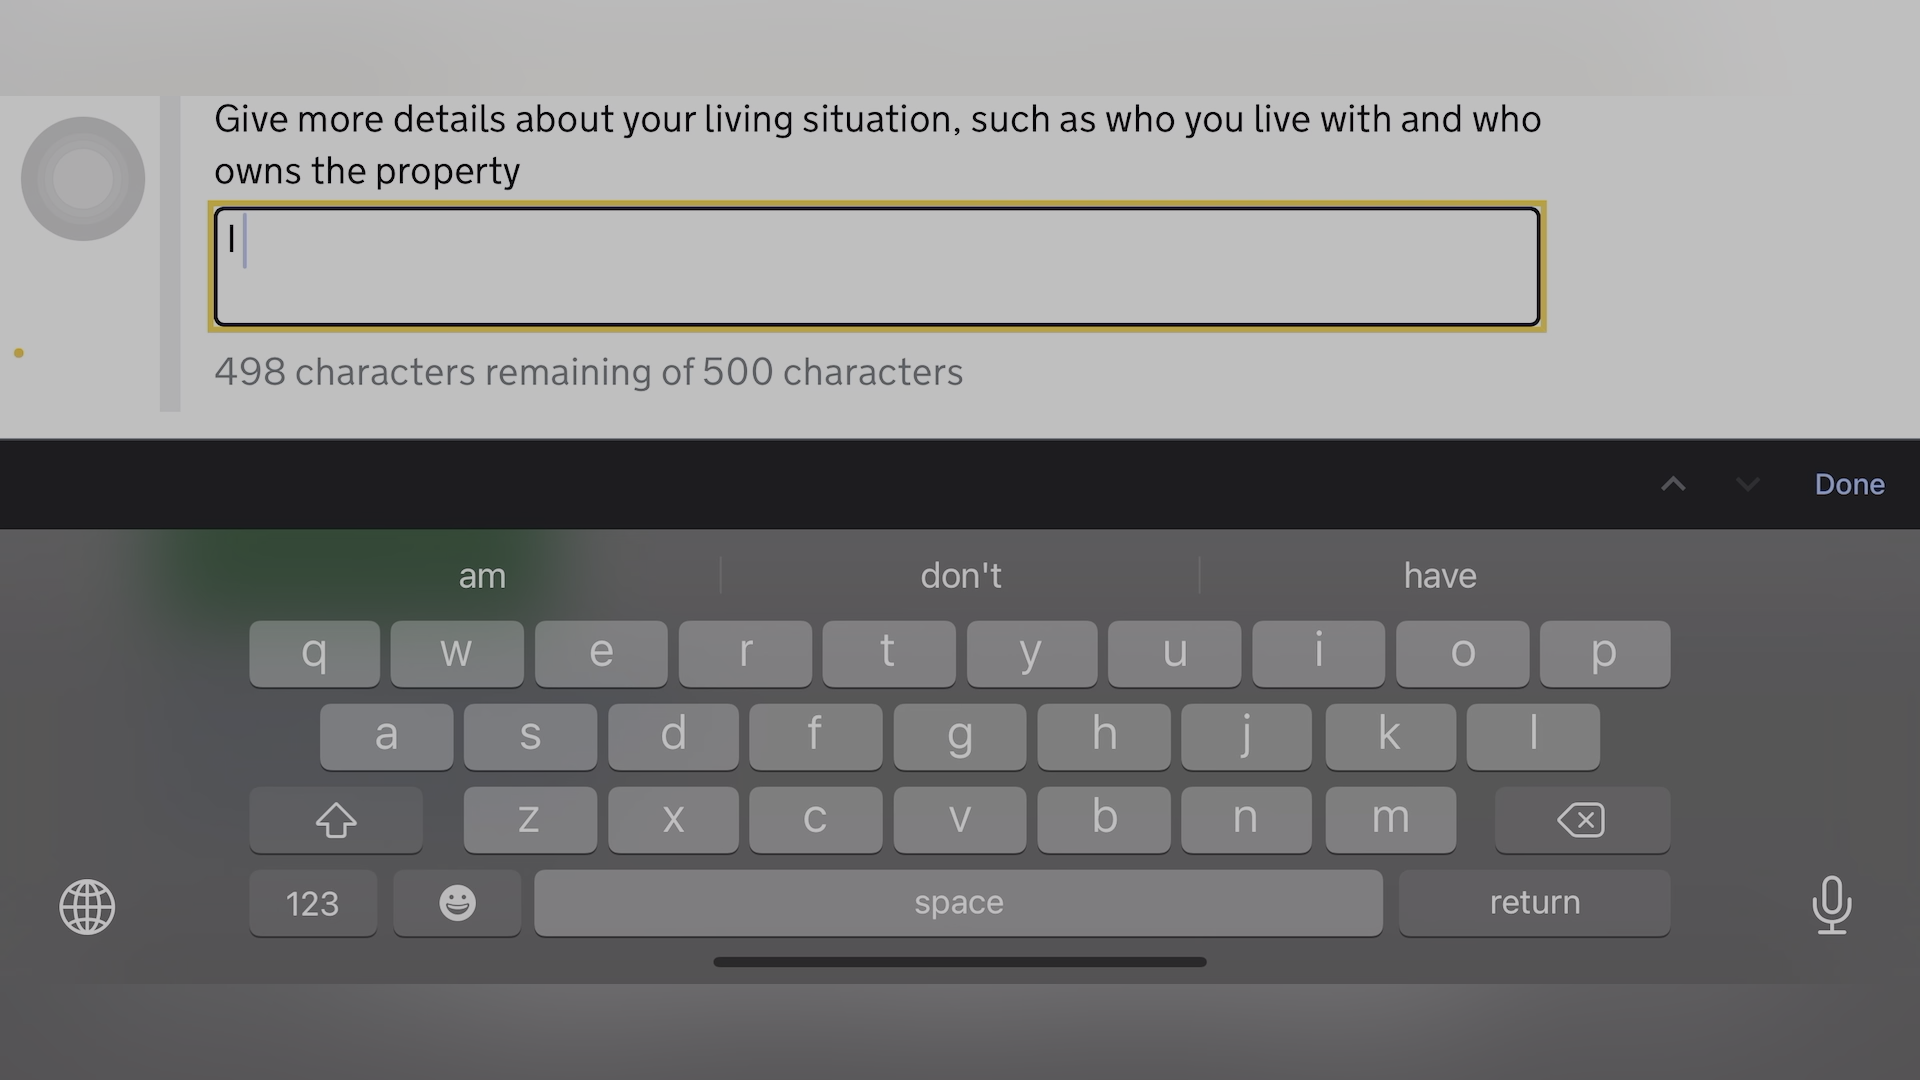 Give more details about your living situation, such as who you live with and who
owns the property
I
498 characters remaining of 500 characters
Done
am don't have
q w e r t y u i o p
a s d f g h j k l
z x c v b n m
123 space return